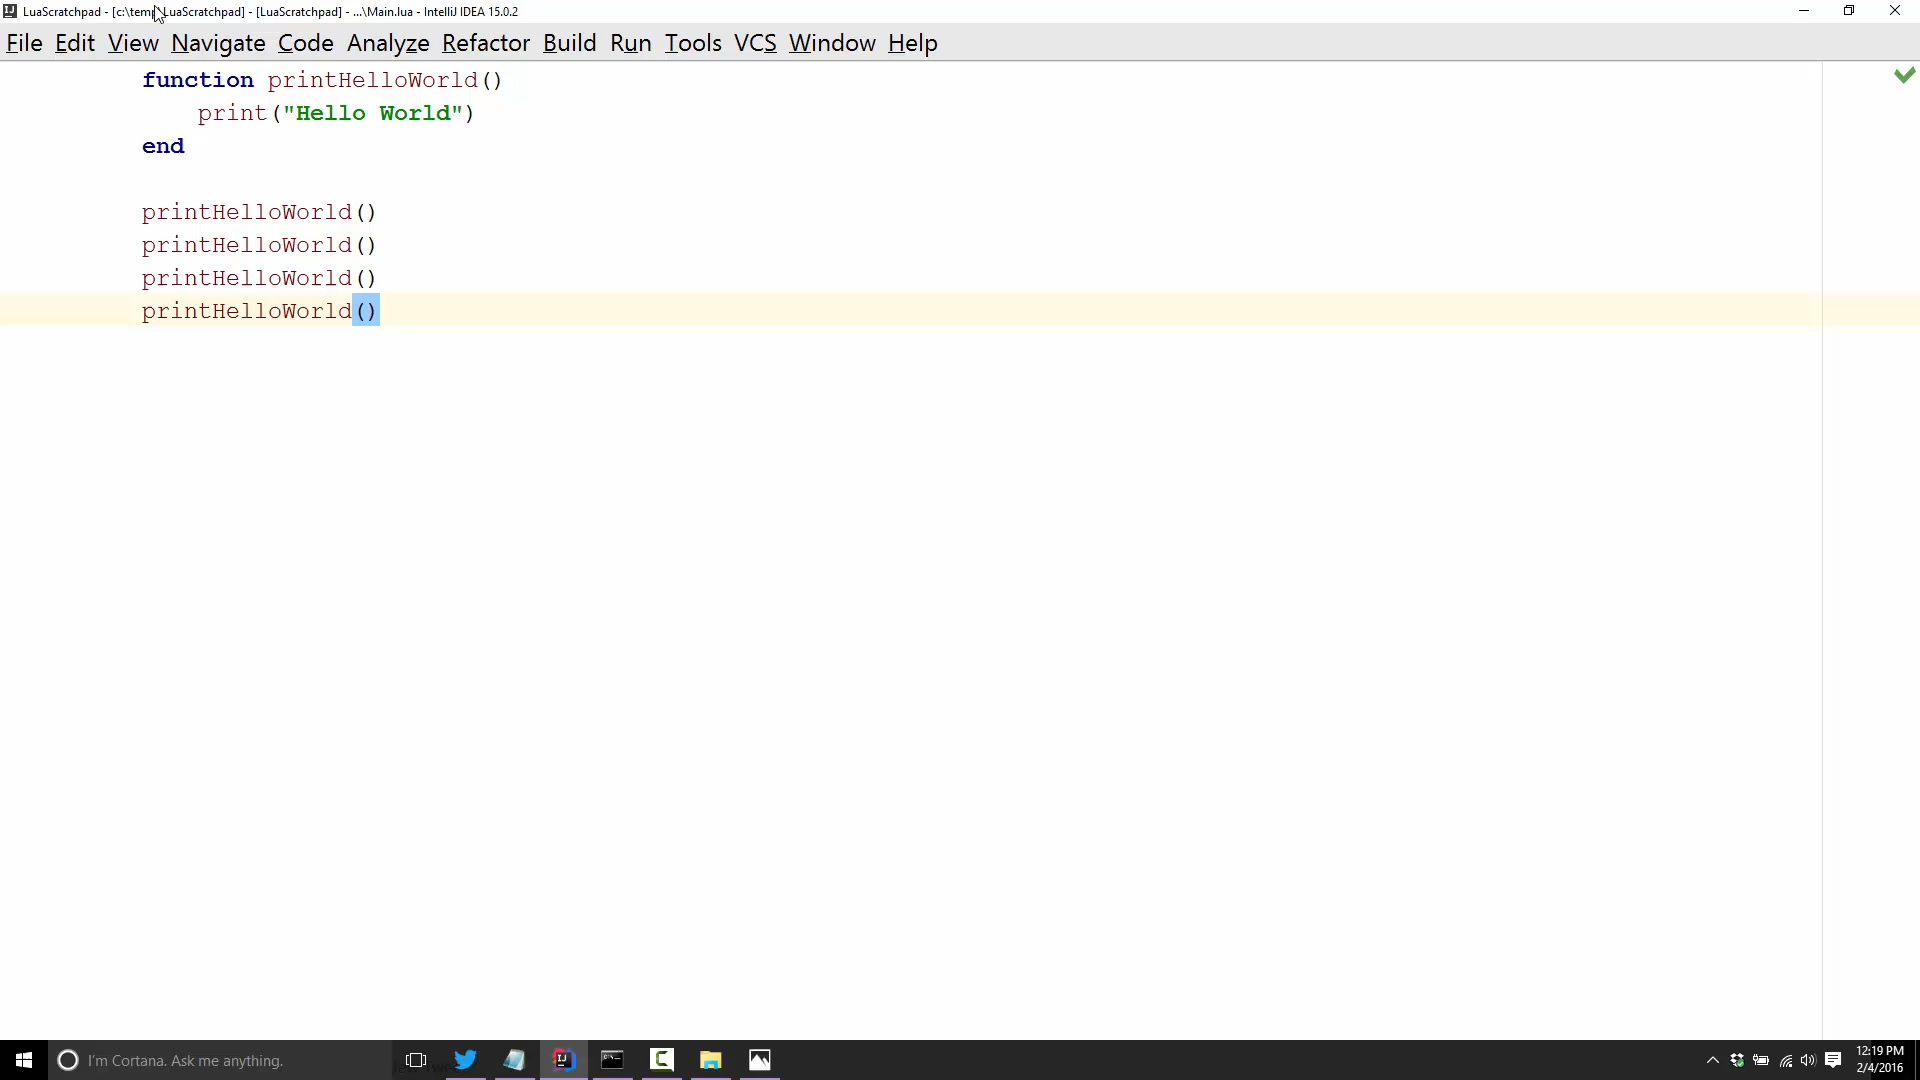 LuaScratchpad - [c:\temp\LuaScratchpad] - [LuaScratchpad] - ...\Main.lua - IntelliJ IDEA 15.0.2
File Edit View Navigate Code Analyze Refactor Build Run Tools VCS Window Help
function printHelloWorld()
    print("Hello World")
end
printHelloWorld()
printHelloWorld()
printHelloWorld()
printHelloWorld()
I'm Cortana. Ask me anything.
12:19 PM
2/4/2016